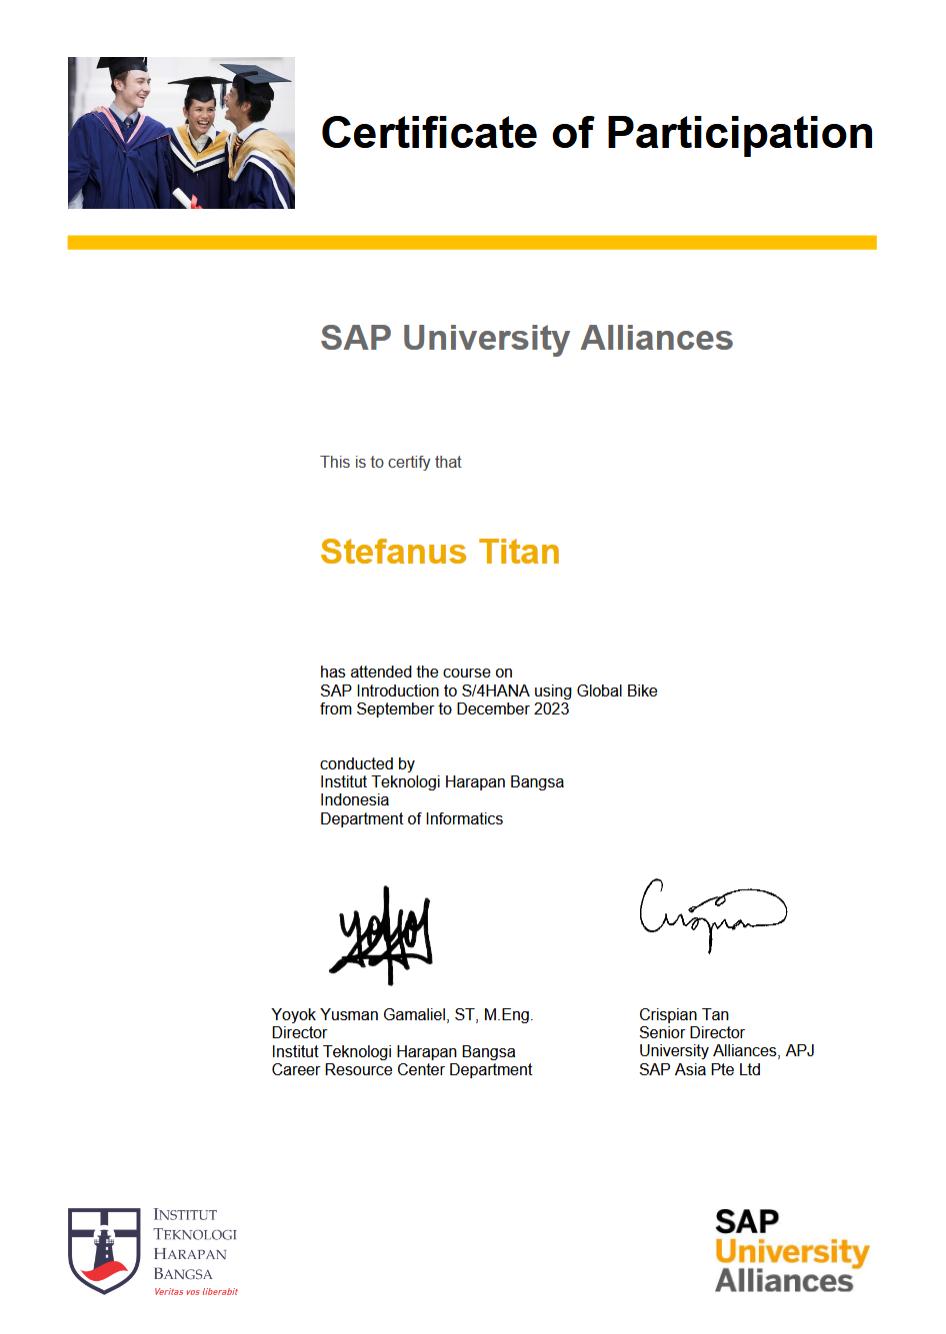 Certificate of Participation
SAP University Alliances
This is to certify that
Stefanus Titan
has attended the course on
SAP Introduction to S/4HANA using Global Bike
from September to December 2023
conducted by
Institut Teknologi Harapan Bangsa
Indonesia
Department of Informatics
Yoyok
Crispian
Yoyok Yusman Gamaliel, ST, M.Eng.
Director
Institut Teknologi Harapan Bangsa
Career Resource Center Department
Crispian Tan
Senior Director
University Alliances, APJ
SAP Asia Pte Ltd
INSTITUT
TEKNOLOGI
HARAPAN
BANGSA
Veritas vos liberabit
SAP
University
Alliances